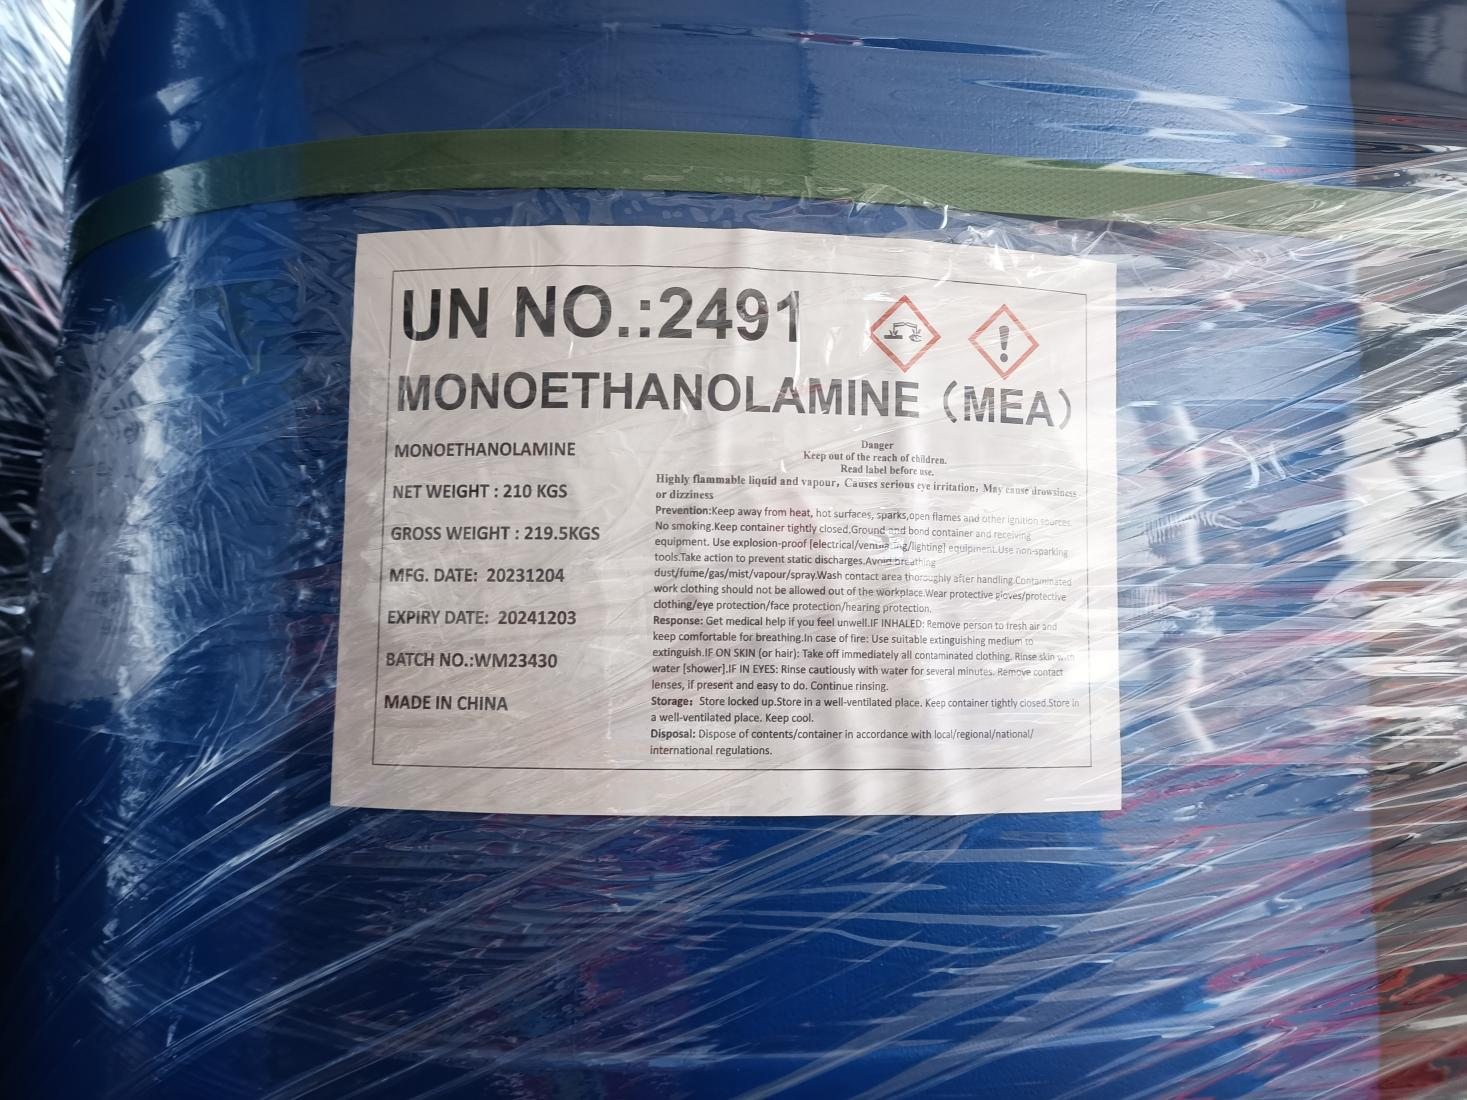 UN NO.:2491
MONOETHANOLAMINE (MEA)
MONOETHANOLAMINE
NET WEIGHT : 210 KGS
GROSS WEIGHT : 219.5KGS
MFG. DATE: 20231204
EXPIRY DATE: 20241203
BATCH NO.:WM23430
MADE IN CHINA
Danger
Keep out of the reach of children.
Read label before use.
Highly flammable liquid and vapour, Causes serious eye irritation, May cause drowsiness
or dizziness
Prevention:Keep away from heat, hot surfaces, sparks,open flames and other ignition sources.
No smoking.Keep container tightly closed.Ground and bond container and receiving
equipment. Use explosion-proof [electrical/ventilating/lighting] equipment.Use non-sparking
tools.Take action to prevent static discharges.Avoid breathing
dust/fume/gas/mist/vapour/spray.Wash contact area thoroughly after handling.Contaminated
work clothing should not be allowed out of the workplace.Wear protective gloves/protective
clothing/eye protection/face protection/hearing protection.
Response: Get medical help if you feel unwell.IF INHALED: Remove person to fresh air and
keep comfortable for breathing.In case of fire: Use suitable extinguishing medium to
extinguish.IF ON SKIN (or hair): Take off immediately all contaminated clothing. Rinse skin with
water [shower].IF IN EYES: Rinse cautiously with water for several minutes. Remove contact
lenses, if present and easy to do. Continue rinsing.
Storage: Store locked up.Store in a well-ventilated place. Keep container tightly closed.Store in
a well-ventilated place. Keep cool.
Disposal: Dispose of contents/container in accordance with local/regional/national/
international regulations.